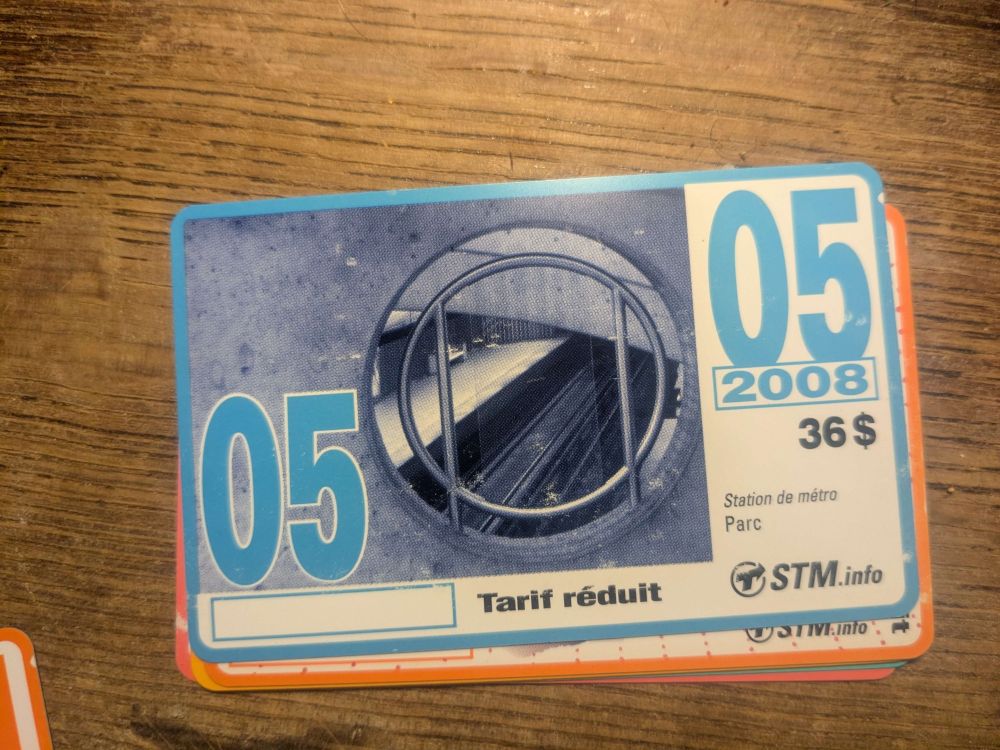 05
2008
36 $
Station de métro
Parc
STM.info
05
Tarif réduit
STM.info